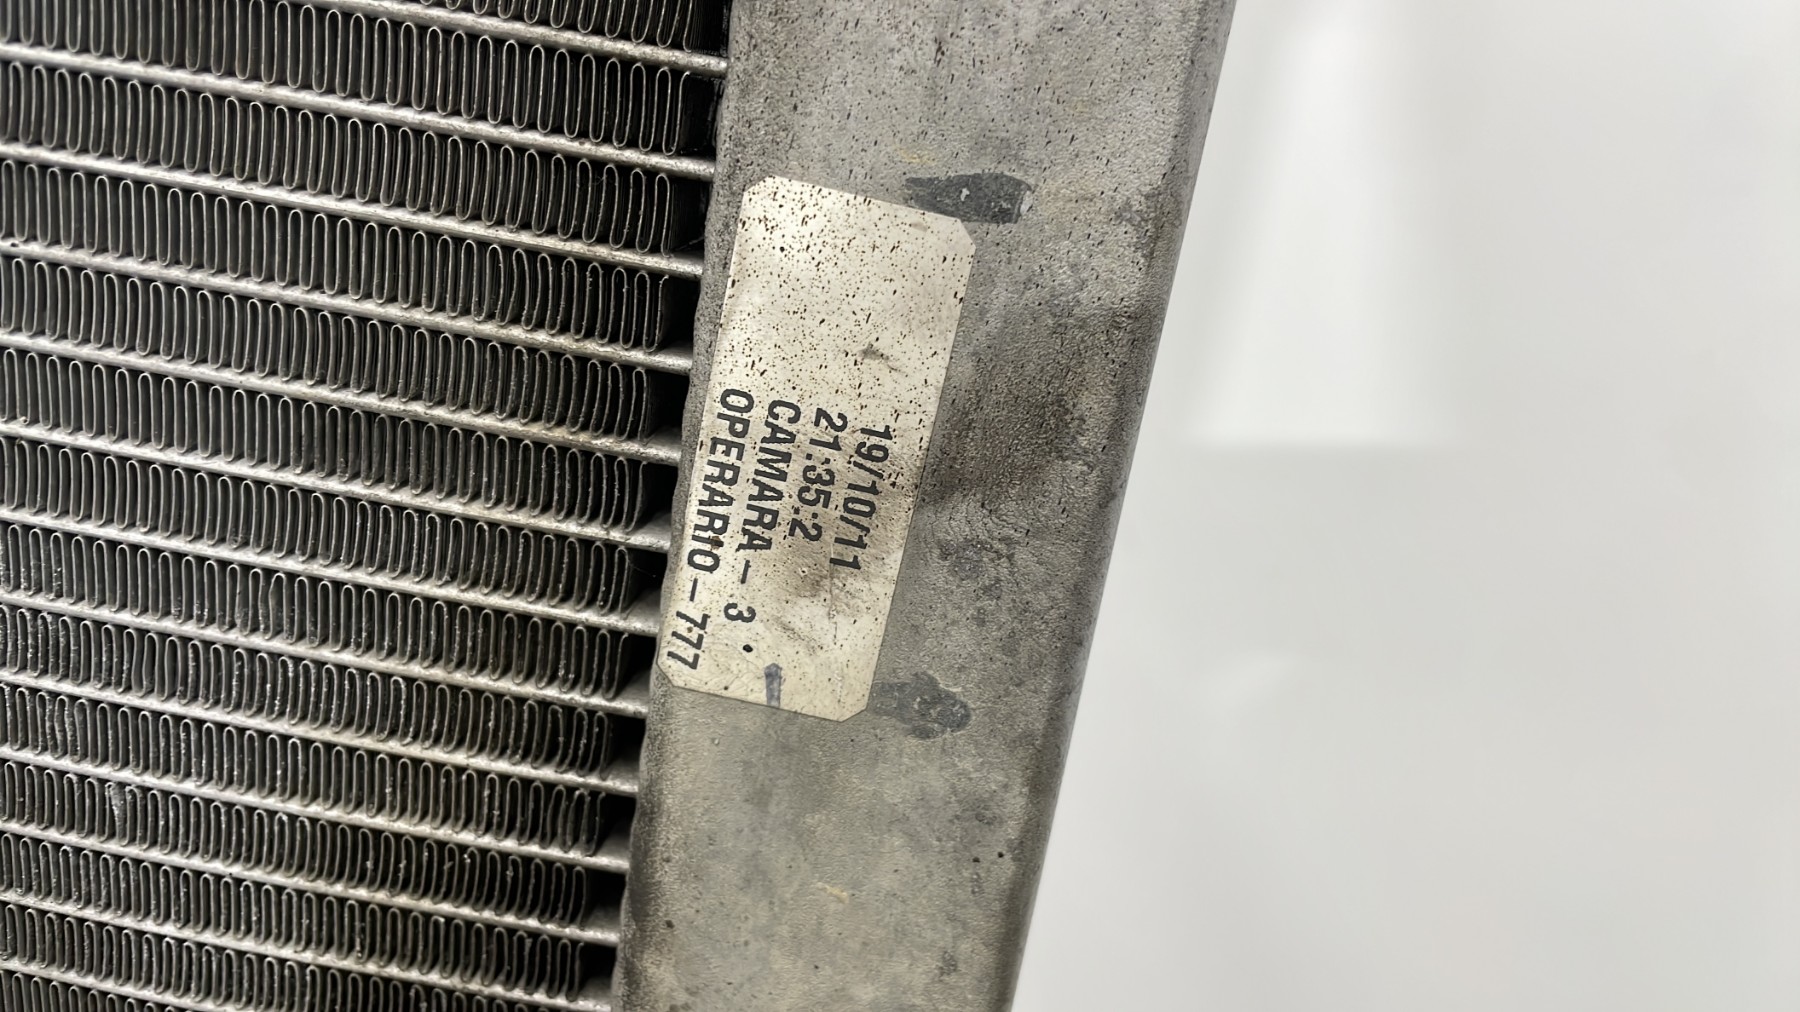 19/10/11
21:35:2
CAMARA - 3
OPERARIO-777